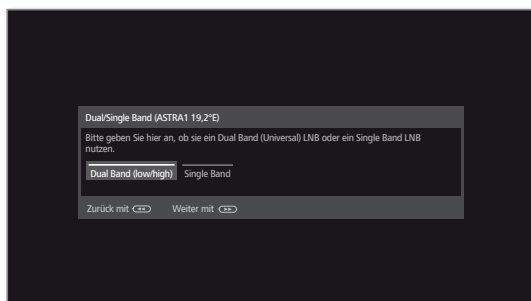 Dual/Single Band (ASTRA1 19,2°E)
Bitte geben Sie hier an, ob sie ein Dual Band (Universal) LNB oder ein Single Band LNB
nutzen.
Dual Band (low/high) Single Band
Zurück mit Weiter mit